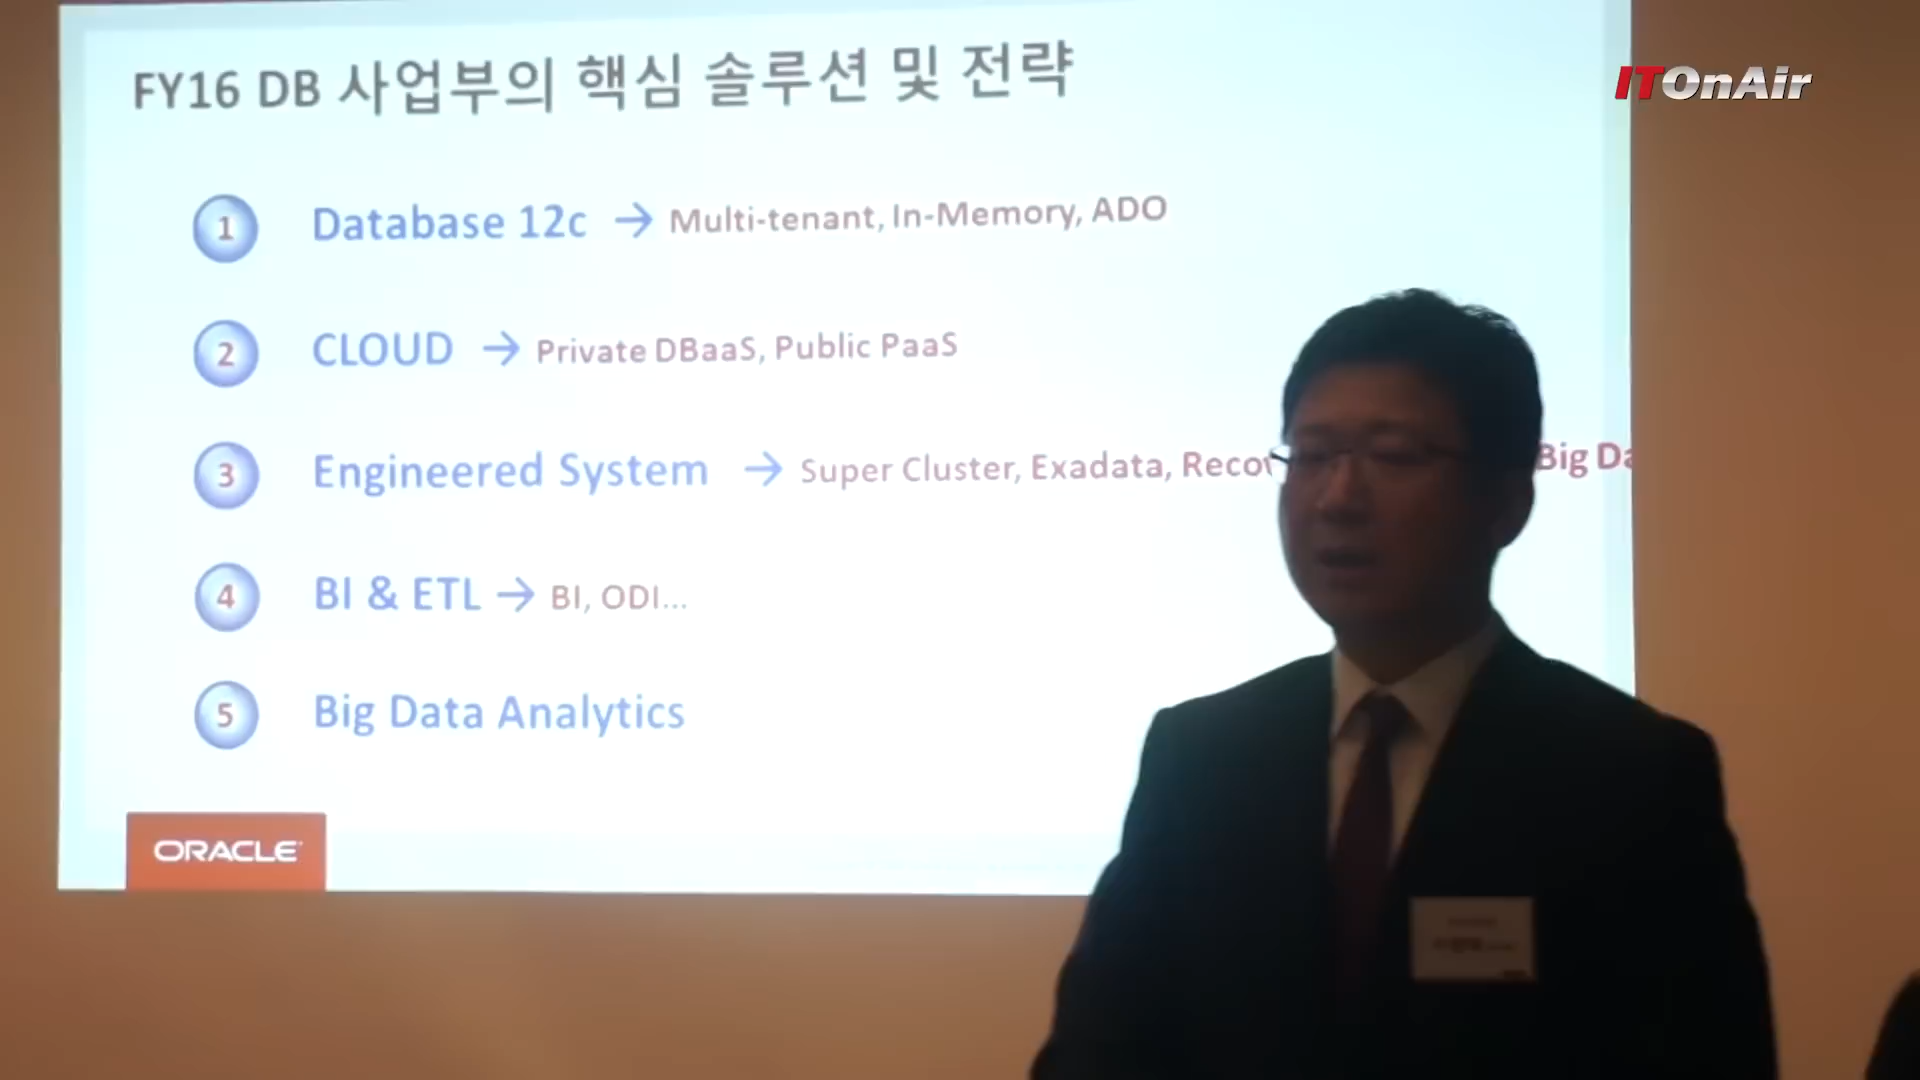 FY16 DB 사업부의 핵심 솔루션 및 전략
ITOnAir
1 Database 12c → Multi-tenant, In-Memory, ADO
2 CLOUD → Private DBaaS, Public PaaS
3 Engineered System → Super Cluster, Exadata, Big
4 BI & ETL → BI, ODI...
5 Big Data Analytics
ORACLE